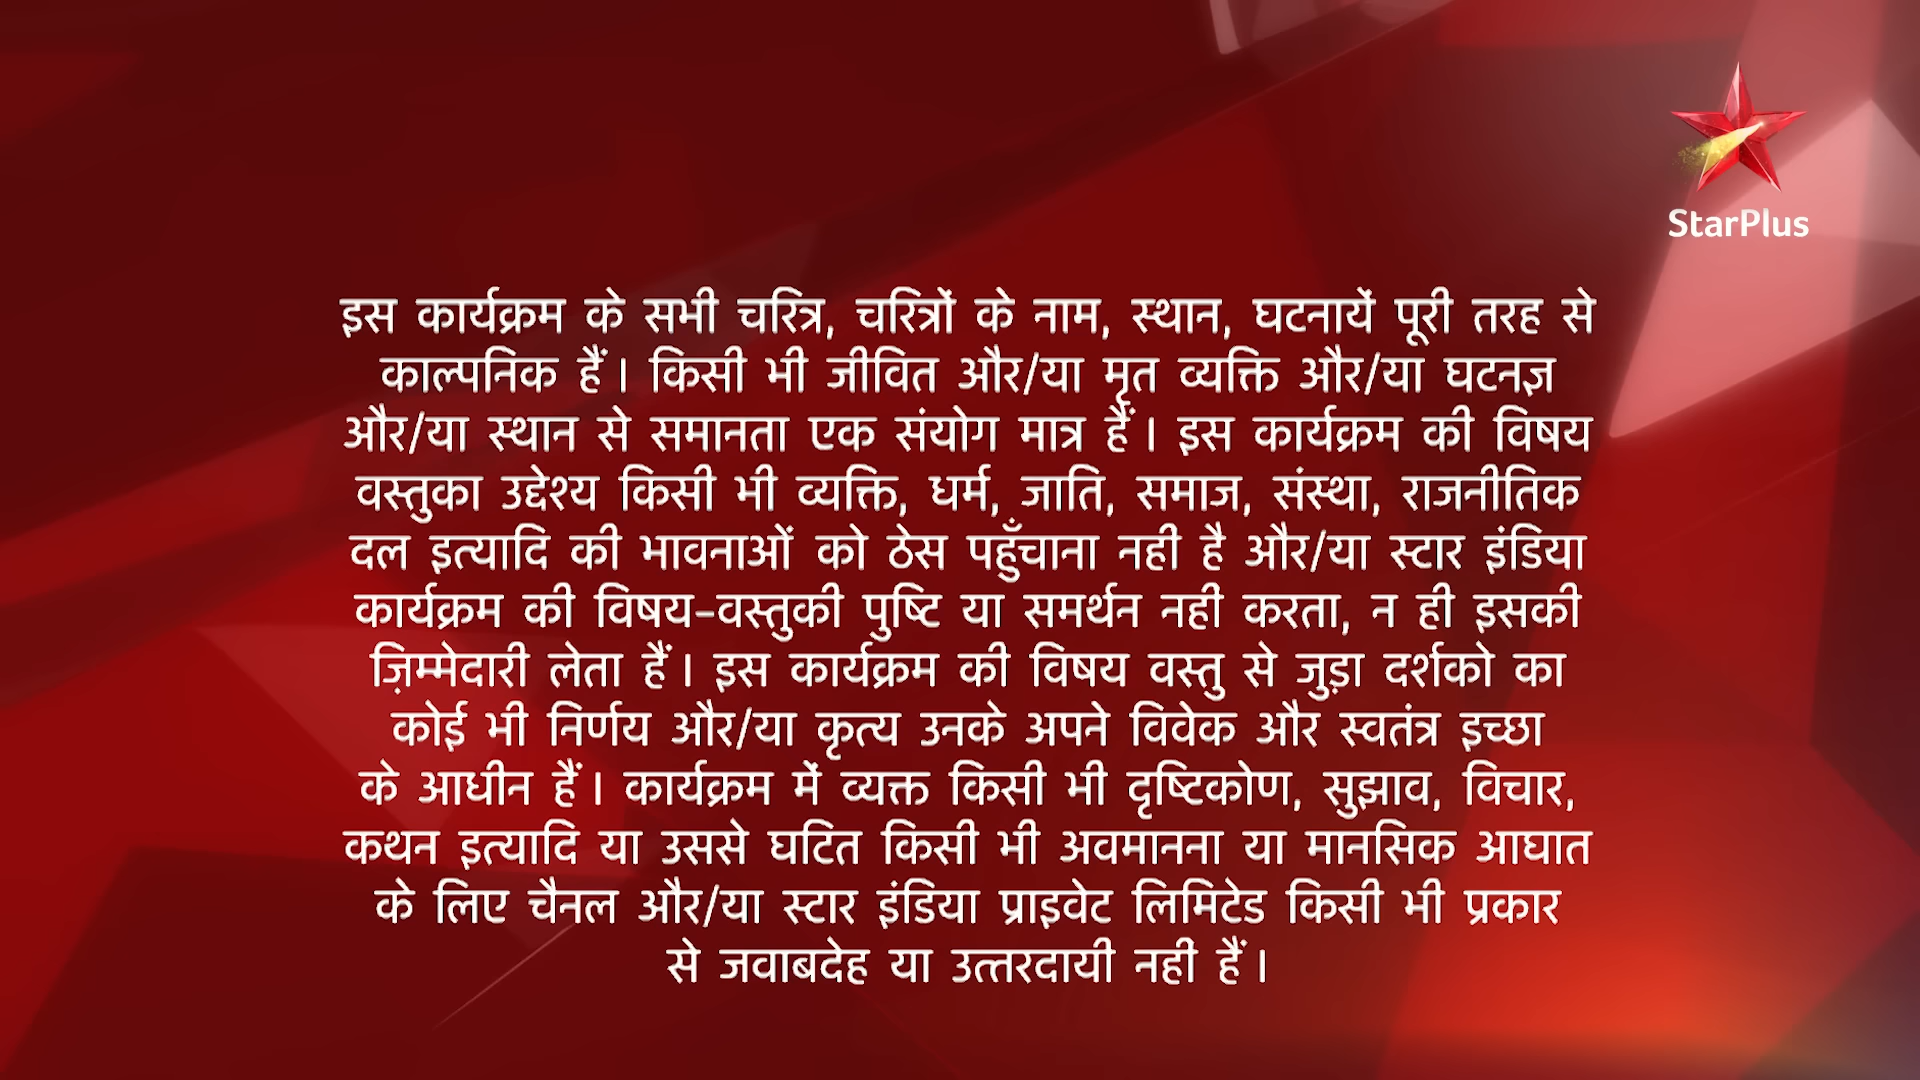 StarPlus
इस कार्यक्रम के सभी चरित्र, चरित्रों के नाम, स्थान, घटनायें पूरी तरह से
काल्पनिक हैं। किसी भी जीवित और/या मृत व्यक्ति और/या घटनज्ञ
और/या स्थान से समानता एक संयोग मात्र हैं। इस कार्यक्रम की विषय
वस्तुका उद्देश्य किसी भी व्यक्ति, धर्म, जाति, समाज, संस्था, राजनीतिक
दल इत्यादि की भावनाओं को ठेस पहुँचाना नही है और/या स्टार इंडिया
कार्यक्रम की विषय-वस्तुकी पुष्टि या समर्थन नही करता, न ही इसकी
ज़िम्मेदारी लेता हैं। इस कार्यक्रम की विषय वस्तु से जुड़ा दर्शको का
कोई भी निर्णय और/या कृत्य उनके अपने विवेक और स्वतंत्र इच्छा
के आधीन हैं। कार्यक्रम में व्यक्त किसी भी दृष्टिकोण, सुझाव, विचार,
कथन इत्यादि या उससे घटित किसी भी अवमानना या मानसिक आघात
के लिए चैनल और/या स्टार इंडिया प्राइवेट लिमिटेड किसी भी प्रकार
से जवाबदेह या उत्तरदायी नही हैं।